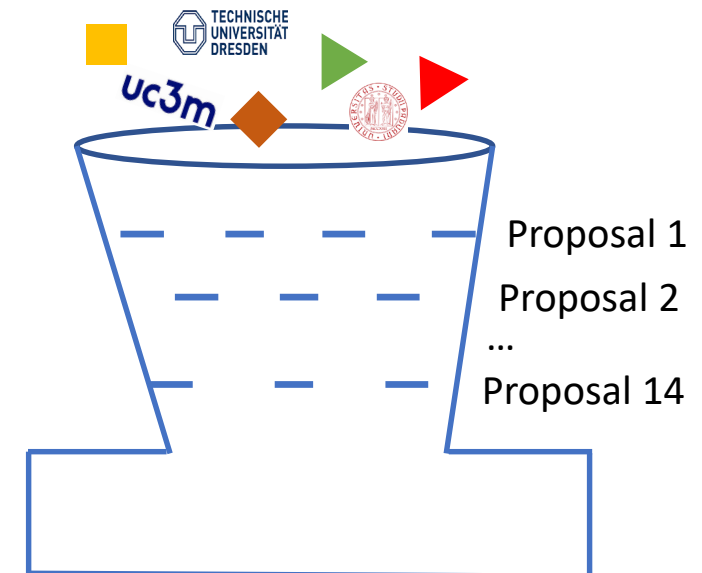 TECHNISCHE
UNIVERSITÄT
DRESDEN
uc3m
Proposal 1
Proposal 2
...
Proposal 14